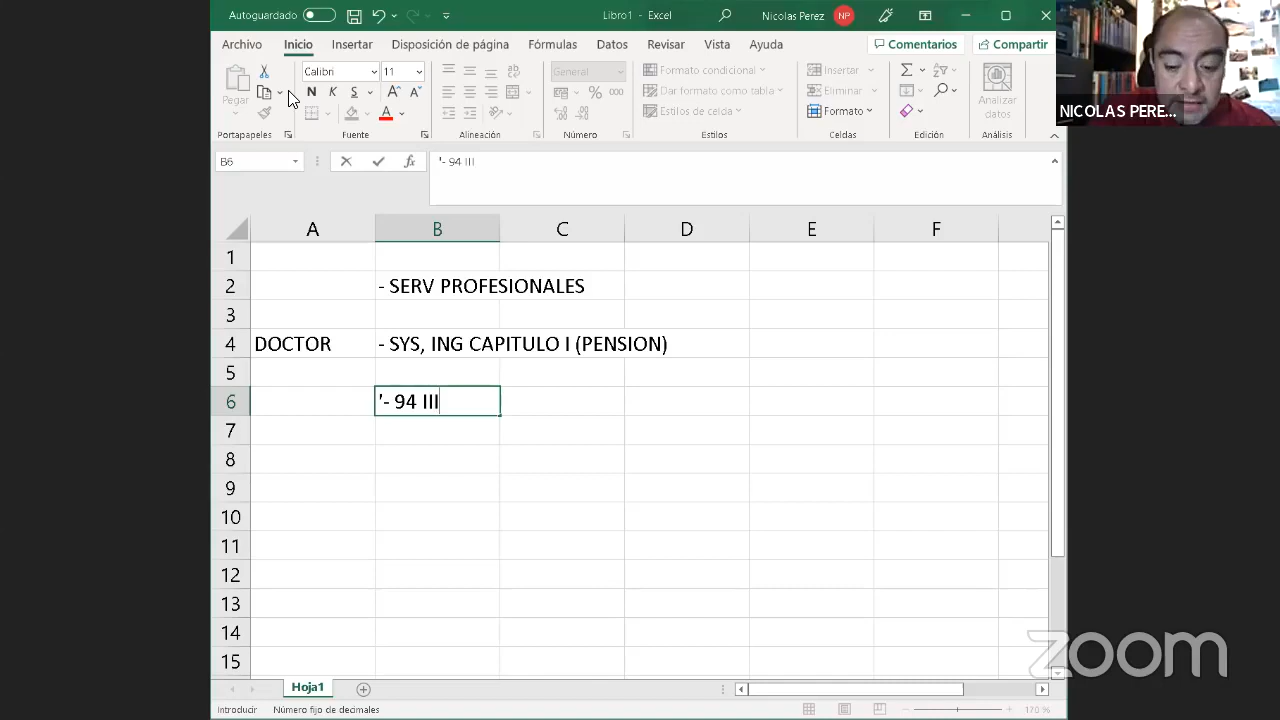 Autoguardado
Libro1 - Excel
Nicolas Perez
NP
Archivo
Inicio
Insertar
Disposición de página
Fórmulas
Datos
Revisar
Vista
Ayuda
Comentarios
Compartir
Pegar
Calibri
11
N K S
A A
A
General
% 000
Formato condicional
Dar formato como tabla
Estilos de celda
Insertar
Eliminar
Formato
Analizar
datos
Portapapeles
Fuente
Alineación
Número
Estilos
Celdas
Edición
Análisis
NICOLAS PERE...
B6
fx
'- 94 III
A B C D E F
1
2 - SERV PROFESIONALES
3
4 DOCTOR - SYS, ING CAPITULO I (PENSION)
5
6 '- 94 III
7
8
9
10
11
12
13
14
15
zoom
Hoja1
Introducir
Número fijo de decimales
170 %